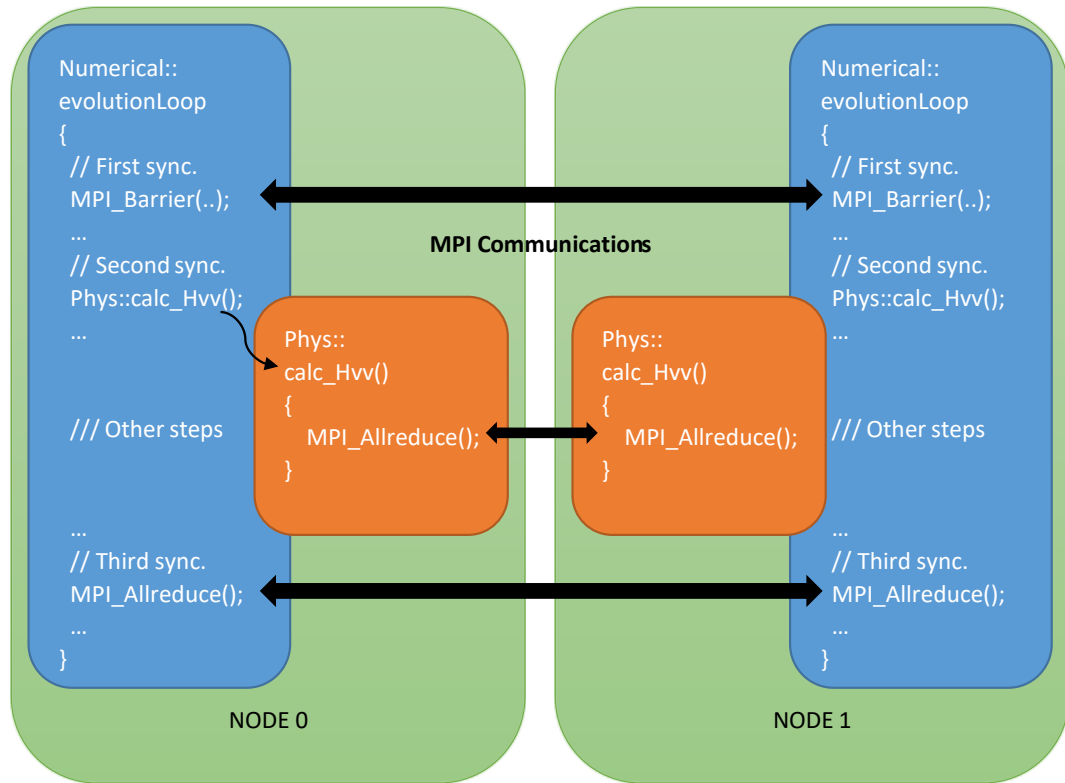 Numerical::
evolutionLoop
{
// First sync.
MPI_Barrier(..);
...
// Second sync.
Phys::calc_Hvv();
...
/// Other steps
...
// Third sync.
MPI_Allreduce();
...
}
Phys::
calc_Hvv()
{
MPI_Allreduce();
}
NODE 0
MPI Communications
Phys::
calc_Hvv()
{
MPI_Allreduce();
}
Numerical::
evolutionLoop
{
// First sync.
MPI_Barrier(..);
...
// Second sync.
Phys::calc_Hvv();
...
/// Other steps
...
// Third sync.
MPI_Allreduce();
...
}
NODE 1